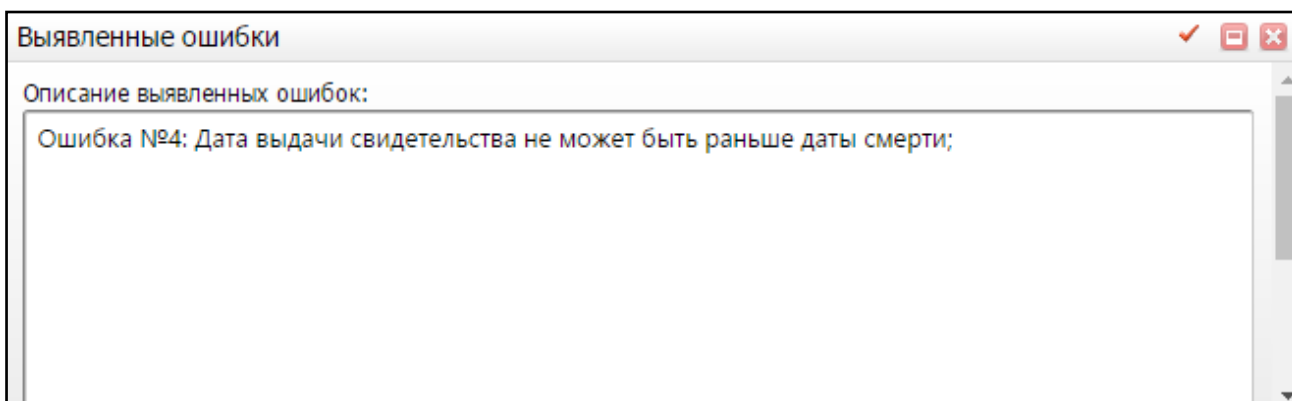 Выявленные ошибки
Описание выявленных ошибок:
Ошибка №4: Дата выдачи свидетельства не может быть раньше даты смерти;